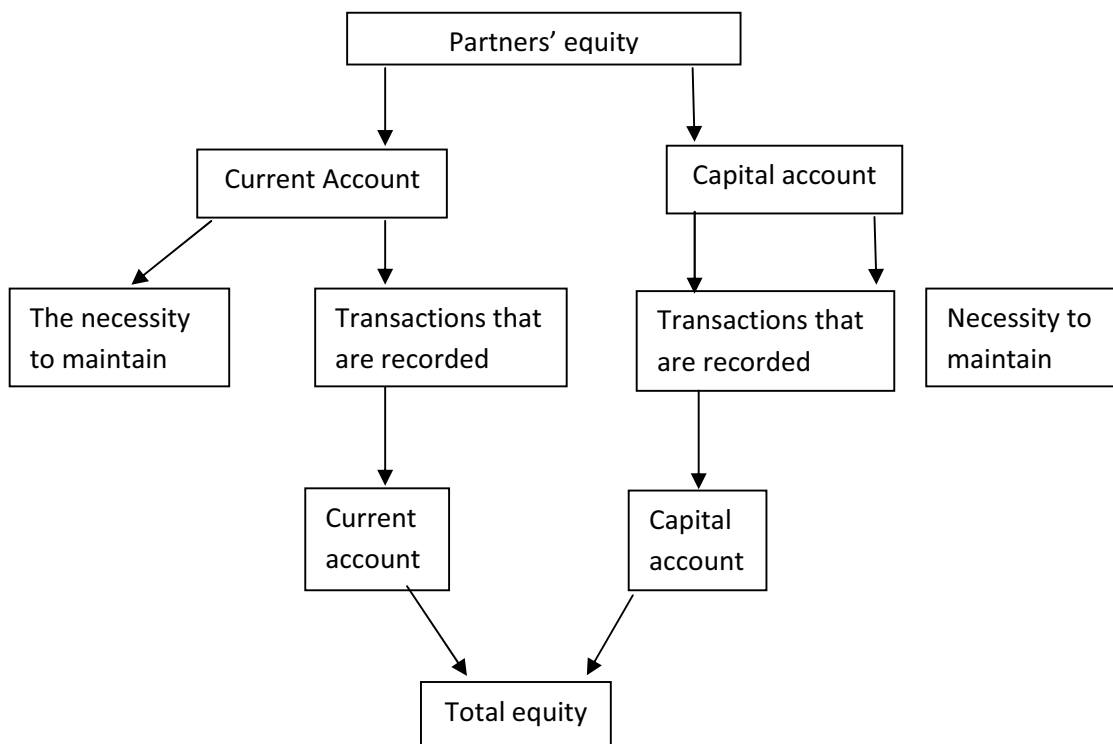 Partners’ equity
Current Account
Capital account
The necessity
to maintain
Transactions that
are recorded
Transactions that
are recorded
Necessity to
maintain
Current
account
Capital
account
Total equity